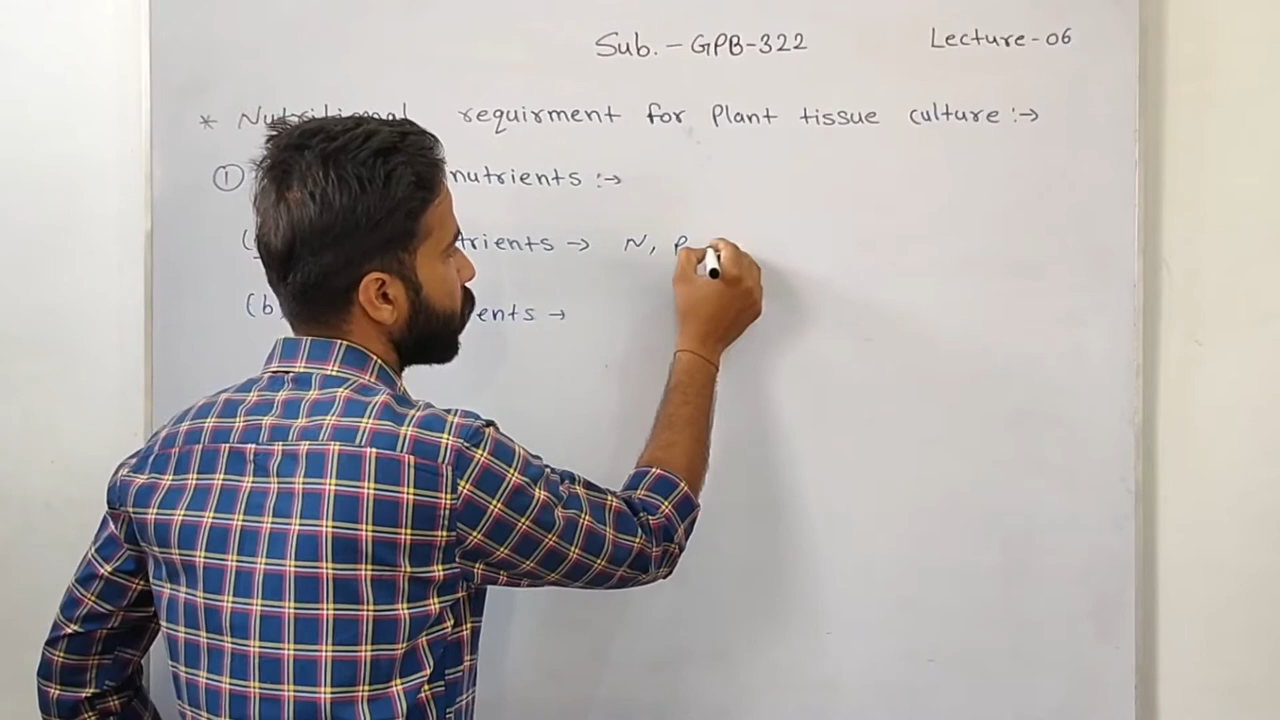 Sub. - GPB-322 Lecture-06
* Nutritional requirment for Plant tissue culture :→
① nutrients :→
trients → N, P
(b ents →